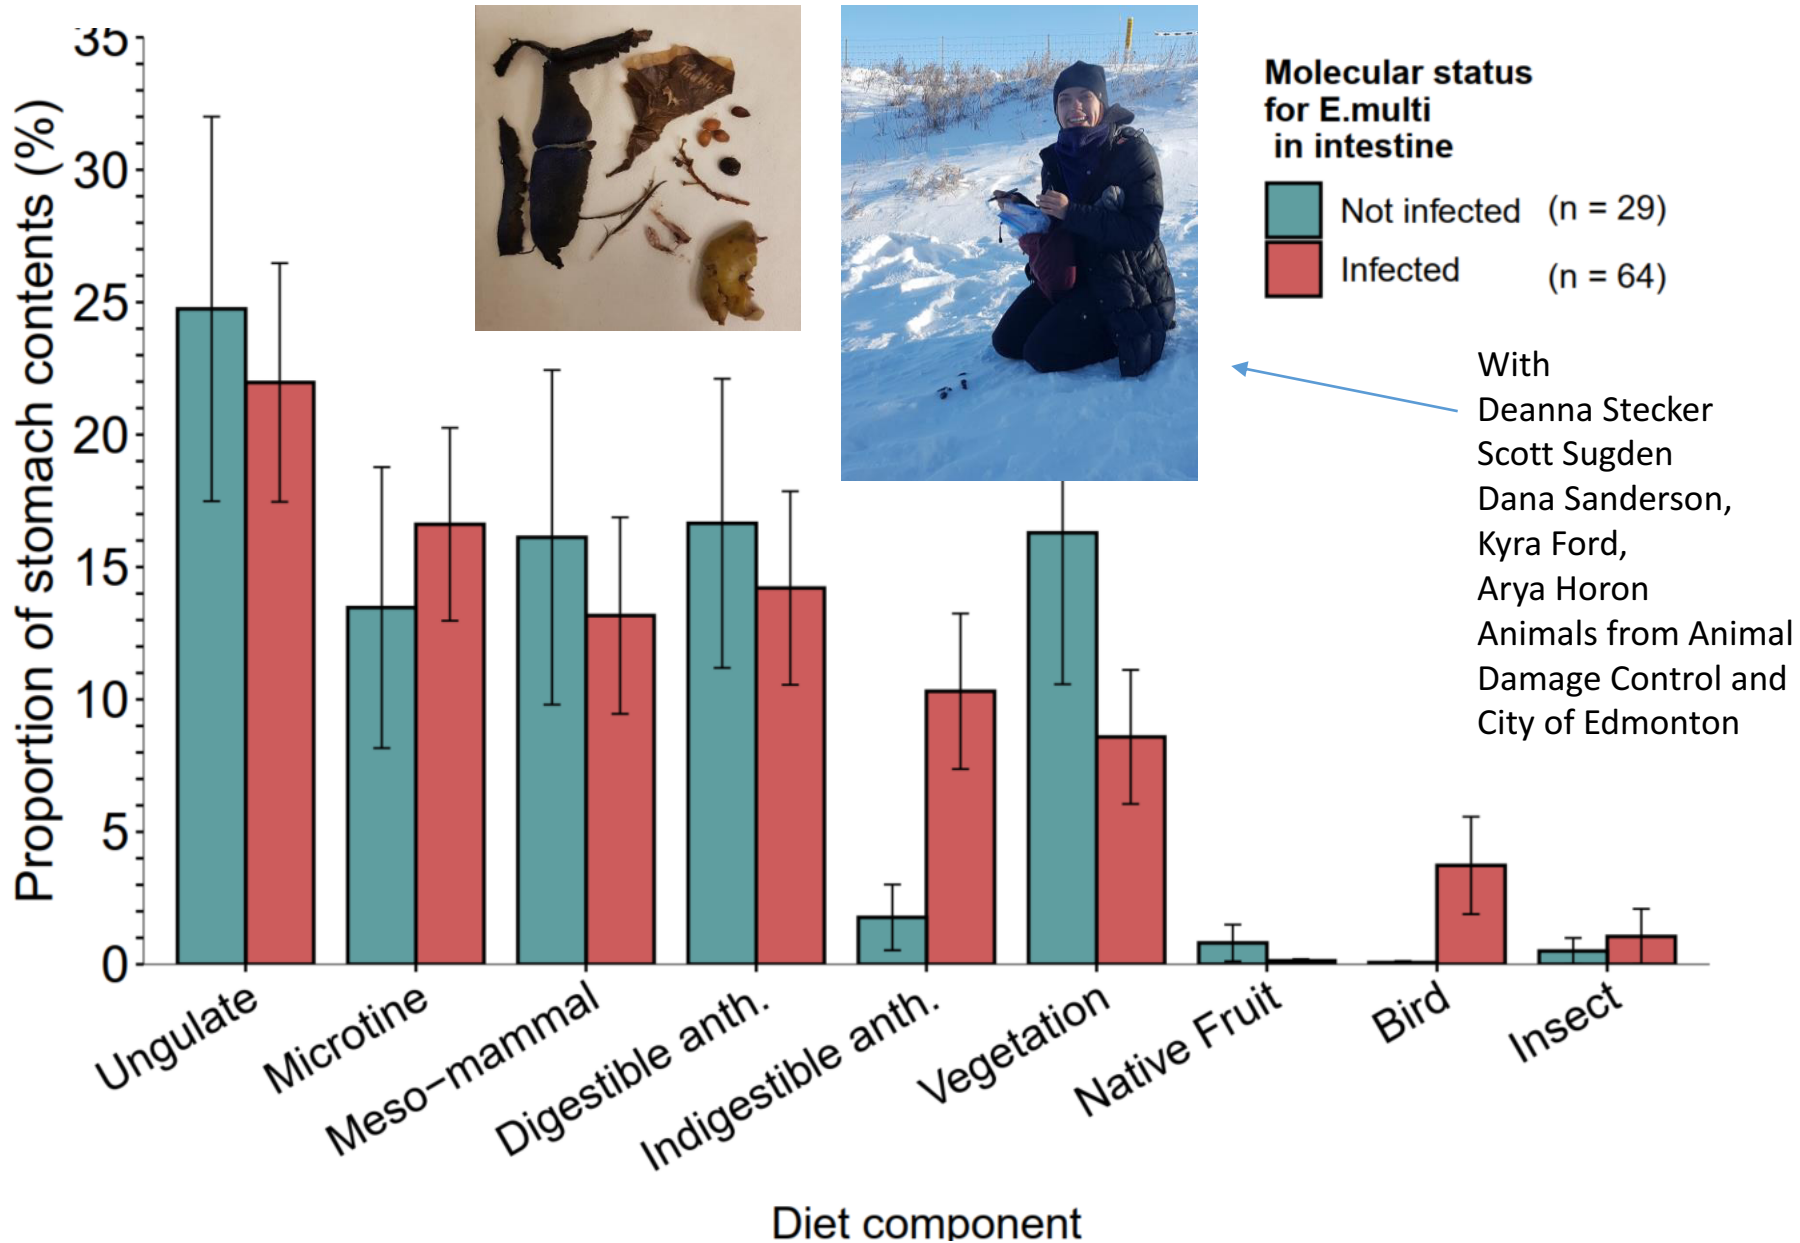 Proportion of stomach contents (%)
35
30
25
20
15
10
5
0
Molecular status
for E.multi
in intestine
Not infected (n = 29)
Infected (n = 64)
With
Deanna Stecker
Scott Sugden
Dana Sanderson,
Kyra Ford,
Arya Horon
Animals from Animal
Damage Control and
City of Edmonton
Ungulate
Microtine
Meso−mammal
Digestible anth.
Indigestible anth.
Vegetation
Native Fruit
Bird
Insect
Diet component